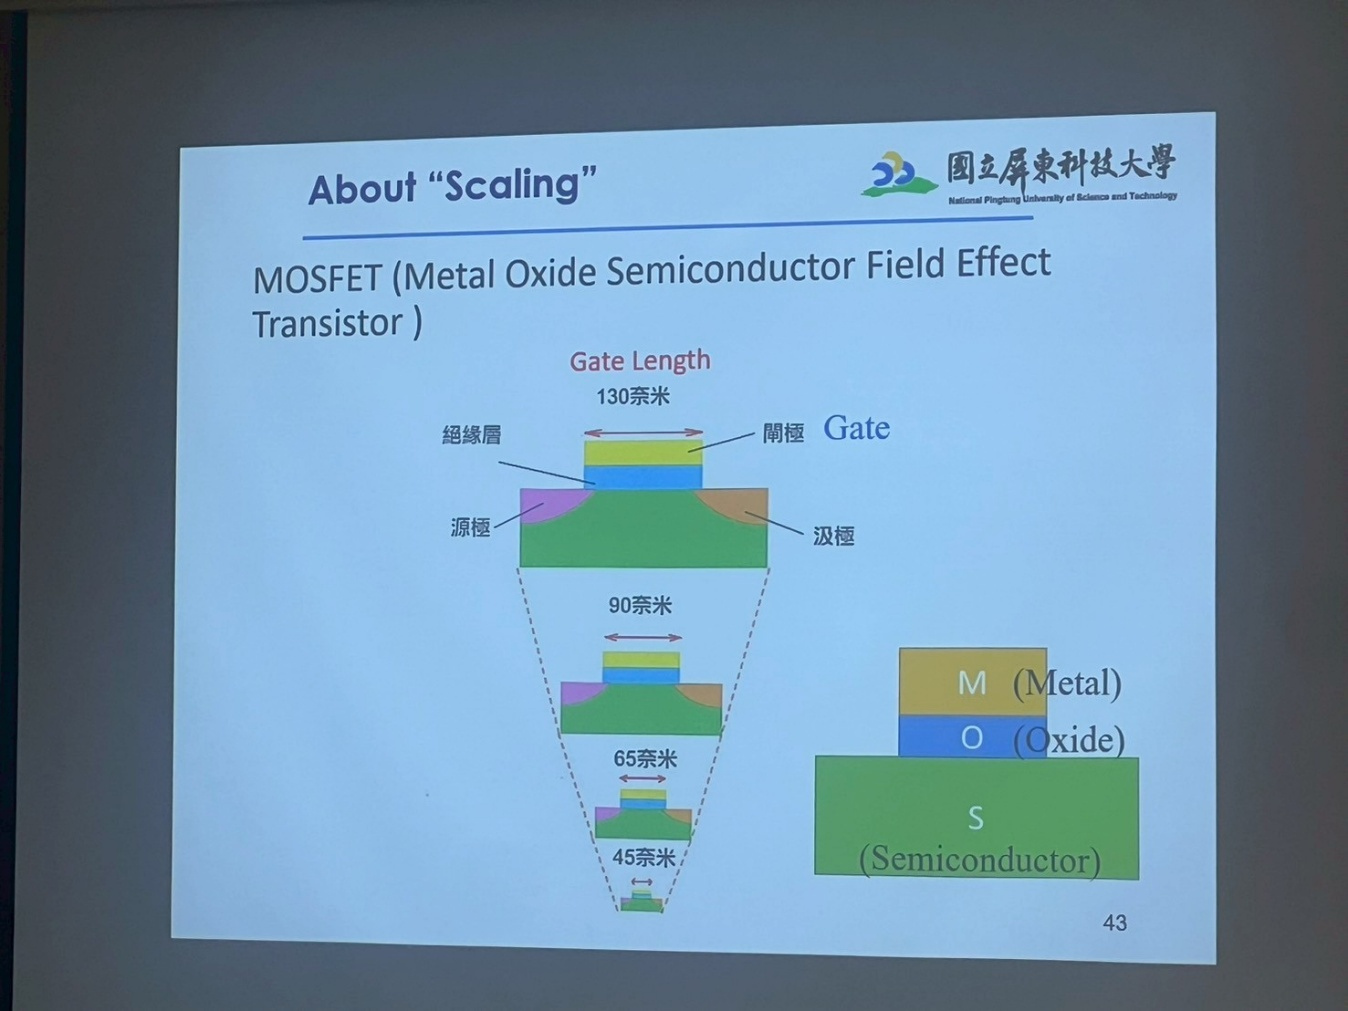 About “Scaling”
國立屏東科技大學
National Pingtung University of Science and Technology
MOSFET (Metal Oxide Semiconductor Field Effect
Transistor )
Gate Length
130奈米
絕緣層
閘極 Gate
源極
汲極
90奈米
65奈米
45奈米
M (Metal)
O (Oxide)
S
(Semiconductor)
43